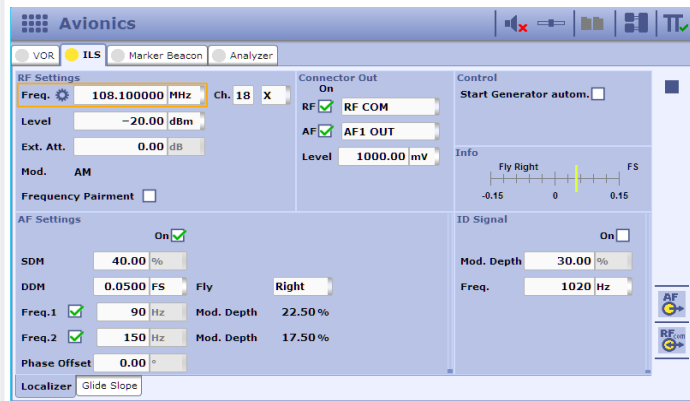 Avionics
VOR ILS Marker Beacon Analyzer
RF Settings
Freq. 108.100000 MHz Ch. 18 X
Level -20.00 dBm
Ext. Att. 0.00 dB
Mod. AM
Frequency Pairment
Connector Out
On
RF RF COM
AF AF1 OUT
Level 1000.00 mV
Control
Start Generator autom.
Info
Fly Right FS
-0.15 0 0.15
AF Settings
On
SDM 40.00 %
DDM 0.0500 FS Fly Right
Freq.1 90 Hz Mod. Depth 22.50 %
Freq.2 150 Hz Mod. Depth 17.50 %
Phase Offset 0.00 °
ID Signal
On
Mod. Depth 30.00 %
Freq. 1020 Hz
AF
RF com
Localizer Glide Slope